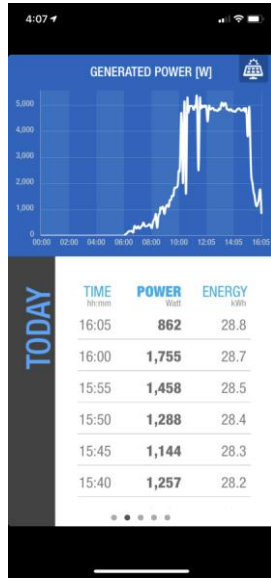 4:07
GENERATED POWER [W]
5,000
4,000
3,000
2,000
1,000
0
00:00 02:00 04:00 06:00 08:00 10:00 12:05 14:05 16:05
TODAY
TIME POWER ENERGY
hh:mm Watt kWh
16:05 862 28.8
16:00 1,755 28.7
15:55 1,458 28.5
15:50 1,288 28.4
15:45 1,144 28.3
15:40 1,257 28.2